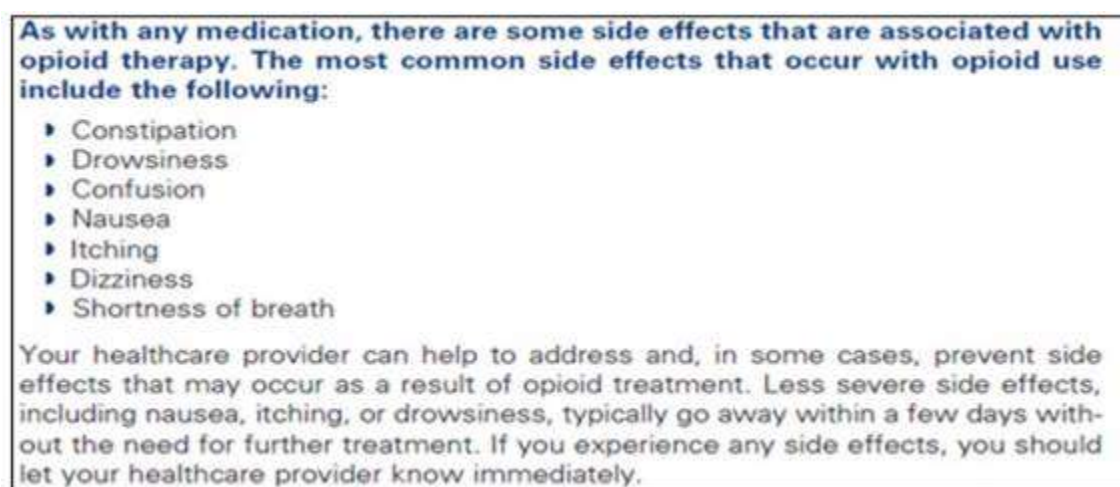 As with any medication, there are some side effects that are associated with
opioid therapy. The most common side effects that occur with opioid use
include the following:
Constipation
Drowsiness
Confusion
Nausea
Itching
Dizziness
Shortness of breath
Your healthcare provider can help to address and, in some cases, prevent side
effects that may occur as a result of opioid treatment. Less severe side effects,
including nausea, itching, or drowsiness, typically go away within a few days with-
out the need for further treatment. If you experience any side effects, you should
let your healthcare provider know immediately.